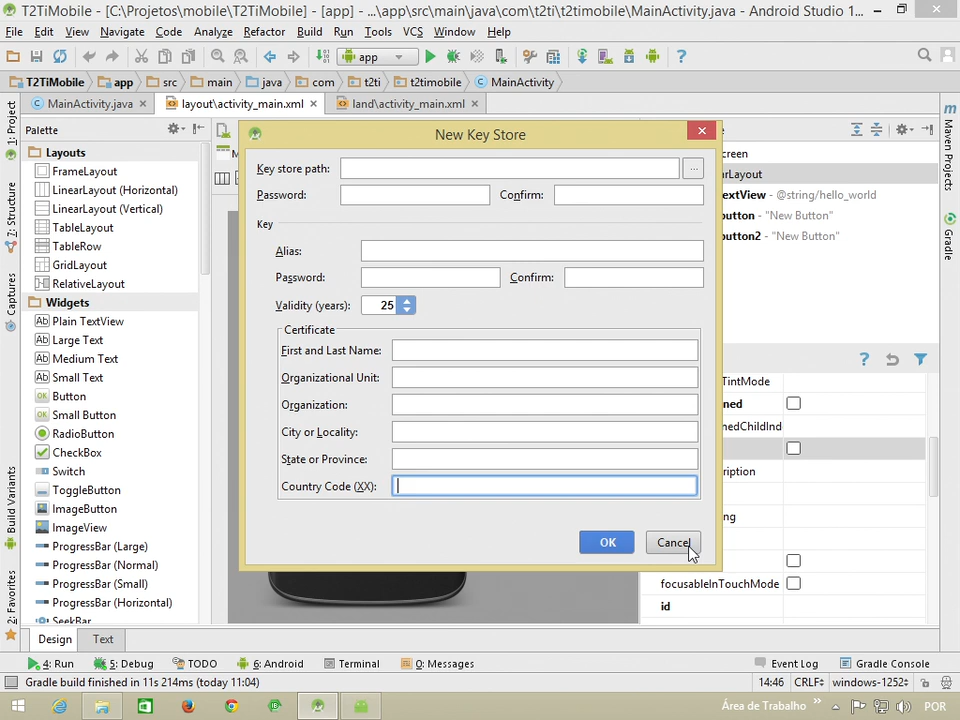 T2TiMobile - [C:\Projetos\mobile\T2TiMobile] - [app] - ...\app\src\main\java\com\t2ti\t2timobile\MainActivity.java - Android Studio 1...
File Edit View Navigate Code Analyze Refactor Build Run Tools VCS Window Help
app
T2TiMobile app src main java com t2ti t2timobile MainActivity
MainActivity.java layout\activity_main.xml land\activity_main.xml
1: Project
7: Structure
Captures
Build Variants
2: Favorites
Palette
Layouts
FrameLayout
LinearLayout (Horizontal)
LinearLayout (Vertical)
TableLayout
TableRow
GridLayout
RelativeLayout
Widgets
Plain TextView
Large Text
Medium Text
Small Text
Button
Small Button
RadioButton
CheckBox
Switch
ToggleButton
ImageButton
ImageView
ProgressBar (Large)
ProgressBar (Normal)
ProgressBar (Small)
ProgressBar (Horizontal)
SeekBar
New Key Store
Key store path: ...
Password: Confirm:
Key
Alias:
Password: Confirm:
Validity (years): 25
Certificate
First and Last Name:
Organizational Unit:
Organization:
City or Locality:
State or Province:
Country Code (XX):
OK Cancel
creen
arLayout
extView - @string/hello_world
button - "New Button"
button2 - "New Button"
TintMode
ned
nedChildInd
ription
ng
focusableInTouchMode
id
Maven Projects
Gradle
Design Text
4: Run 5: Debug TODO 6: Android Terminal 0: Messages Event Log Gradle Console
Gradle build finished in 11s 214ms (today 11:04) 14:46 CRLF windows-1252
Área de Trabalho POR